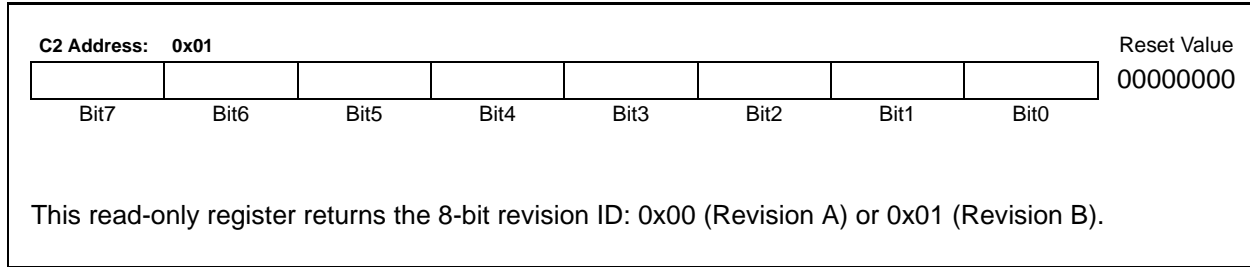 C2 Address: 0x01 Reset Value
00000000
Bit7 Bit6 Bit5 Bit4 Bit3 Bit2 Bit1 Bit0
This read-only register returns the 8-bit revision ID: 0x00 (Revision A) or 0x01 (Revision B).